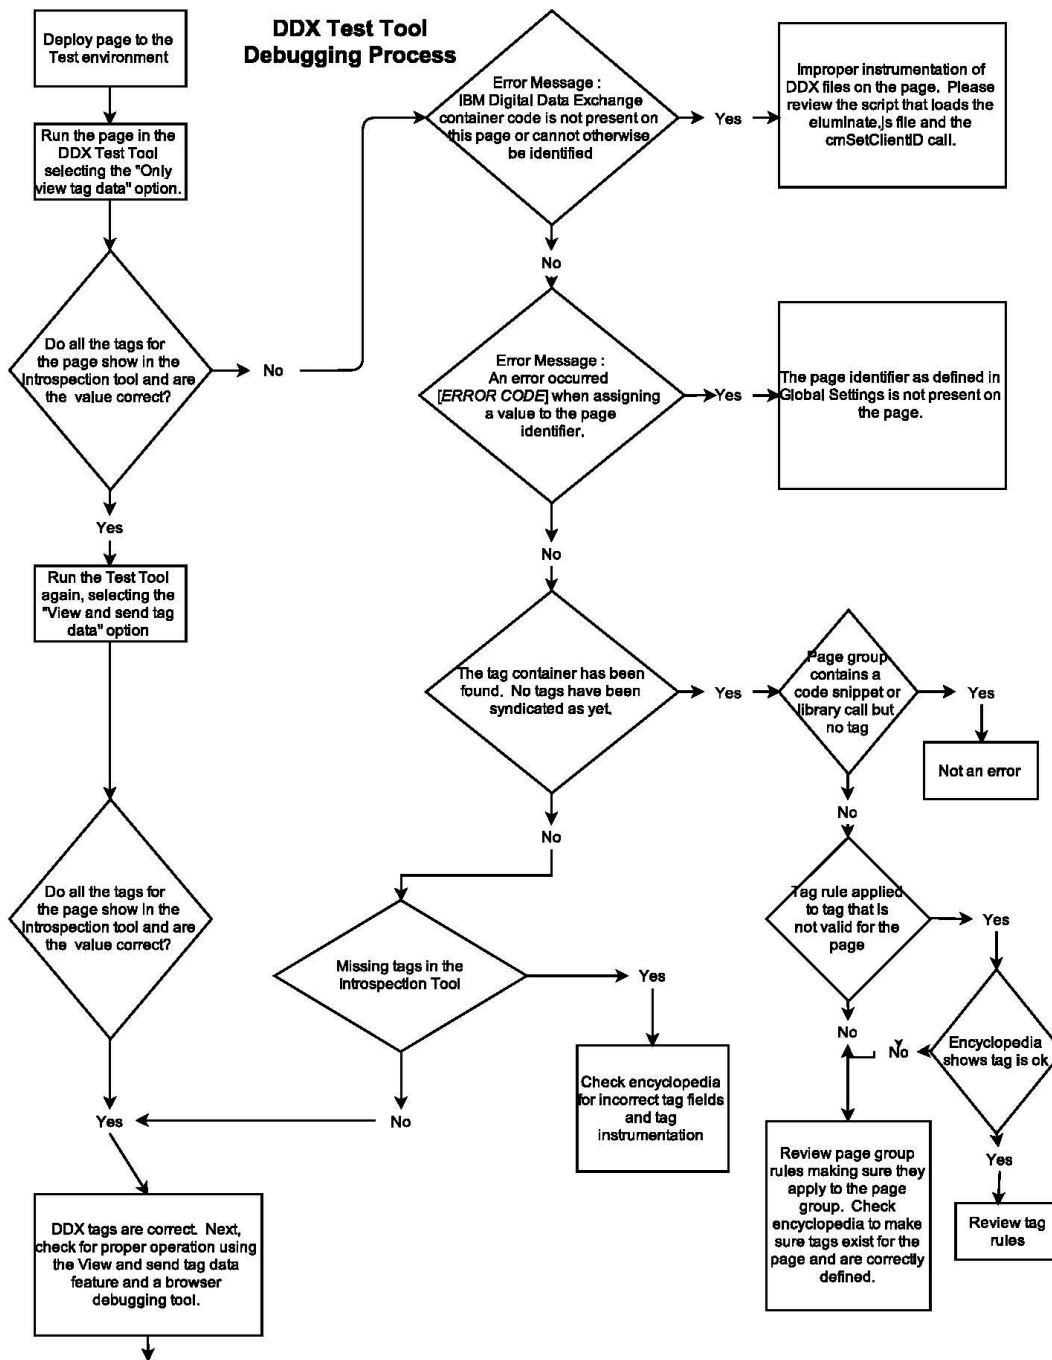 DDX Test Tool
Debugging Process
Deploy page to the
Test environment
Run the page in the
DDX Test Tool
selecting the "Only
view tag data" option.
Do all the tags for
the page show in the
Introspection tool and are
the value correct?
No
Yes
Run the Test Tool
again, selecting the
"View and send tag
data" option
Do all the tags for
the page show in the
Introspection tool and are
the value correct?
Yes
DDX tags are correct. Next,
check for proper operation using
the View and send tag data
feature and a browser
debugging tool.
Error Message :
IBM Digital Data Exchange
container code is not present on
this page or cannot otherwise
be identified
Yes
Improper instrumentation of
DDX files on the page. Please
review the script that loads the
eluminate.js file and the
cmSetClientID call.
No
Error Message :
An error occurred
[ERROR CODE] when assigning
a value to the page
identifier.
Yes
The page identifier as defined in
Global Settings is not present on
the page.
No
The tag container has been
found. No tags have been
syndicated as yet.
Yes
Page group
contains a
code snippet or
library call but
no tag
Yes
Not an error
No
Tag rule applied
to tag that is
not valid for the
page
Yes
Encyclopedia
shows tag is ok
No
Yes
Review tag
rules
No
Review page group
rules making sure they
apply to the page
group. Check
encyclopedia to make
sure tags exist for the
page and are correctly
defined.
No
Missing tags in the
Introspection Tool
Yes
Check encyclopedia
for incorrect tag fields
and tag
instrumentation
No